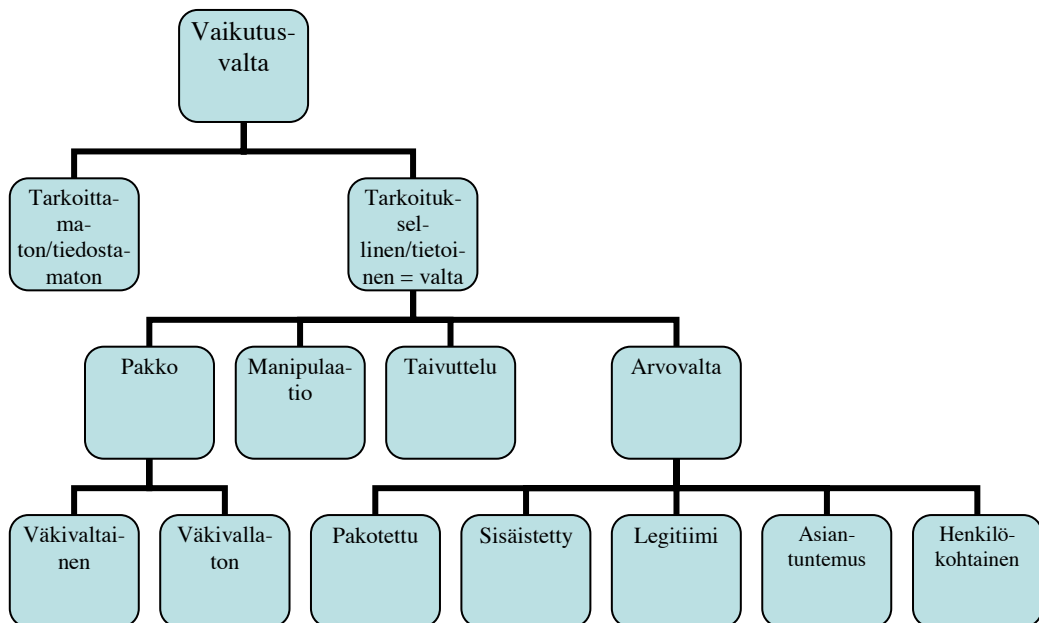 Vaikutus-
valta
Tarkoitta-
ma-
ton/tiedosta-
maton
Tarkoituk-
sel-
linen/tietoi-
nen = valta
Pakko
Manipulaa-
tio
Taivuttelu
Arvovalta
Väkivaltai-
nen
Väkivalla-
ton
Pakotettu
Sisäistetty
Legitiimi
Asian-
tuntemus
Henkilö-
kohtainen